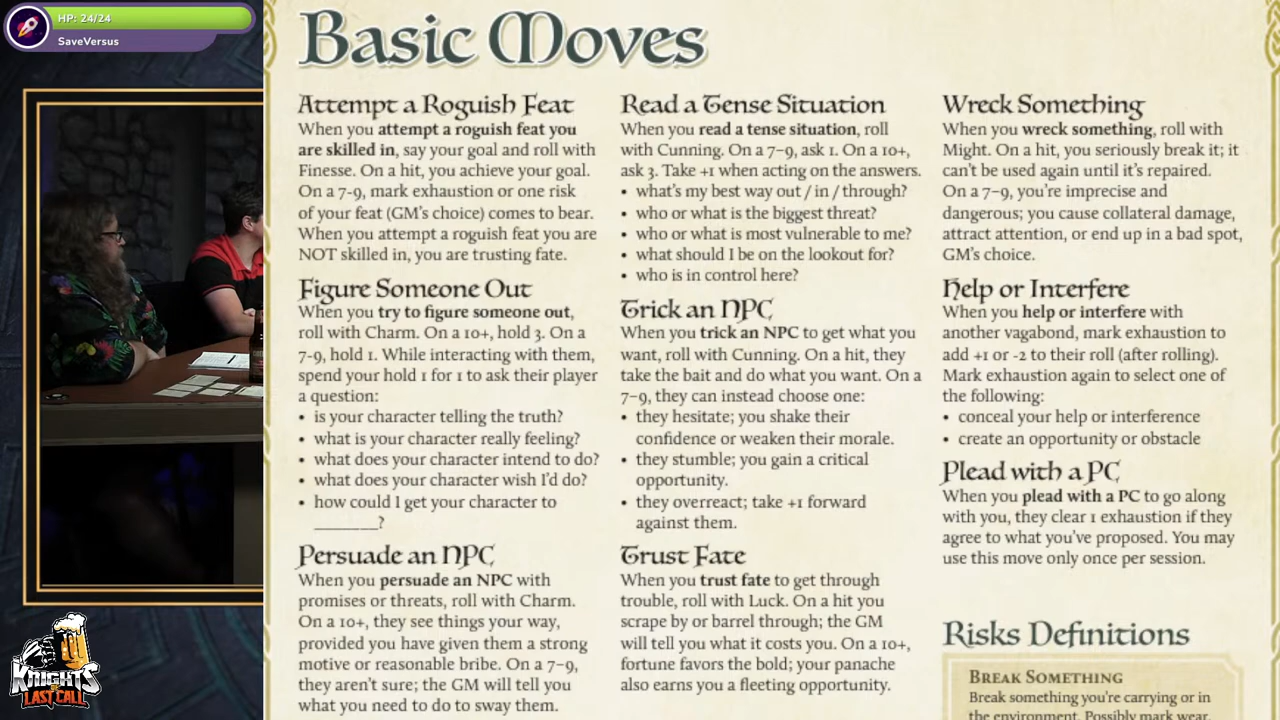 HP: 24/24
SaveVersus
KNIGHTS
LAST CALL
Basic Moves
Attempt a Roguish Feat
When you attempt a roguish feat you
are skilled in, say your goal and roll with
Finesse. On a hit, you achieve your goal.
On a 7-9, mark exhaustion or one risk
of your feat (GM's choice) comes to bear.
When you attempt a roguish feat you are
NOT skilled in, you are trusting fate.
Figure Someone Out
When you try to figure someone out,
roll with Charm. On a 10+, hold 3. On a
7-9, hold 1. While interacting with them,
spend your hold 1 for 1 to ask their player
a question:
• is your character telling the truth?
• what is your character really feeling?
• what does your character intend to do?
• what does your character wish I'd do?
• how could I get your character to
_______?
Persuade an NPC
When you persuade an NPC with
promises or threats, roll with Charm.
On a 10+, they see things your way,
provided you have given them a strong
motive or reasonable bribe. On a 7–9,
they aren't sure; the GM will tell you
what you need to do to sway them.
Read a Tense Situation
When you read a tense situation, roll
with Cunning. On a 7–9, ask 1. On a 10+,
ask 3. Take +1 when acting on the answers.
• what's my best way out / in / through?
• who or what is the biggest threat?
• who or what is most vulnerable to me?
• what should I be on the lookout for?
• who is in control here?
Trick an NPC
When you trick an NPC to get what you
want, roll with Cunning. On a hit, they
take the bait and do what you want. On a
7–9, they can instead choose one:
• they hesitate; you shake their
confidence or weaken their morale.
• they stumble; you gain a critical
opportunity.
• they overreact; take +1 forward
against them.
Trust Fate
When you trust fate to get through
trouble, roll with Luck. On a hit you
scrape by or barrel through; the GM
will tell you what it costs you. On a 10+,
fortune favors the bold; your panache
also earns you a fleeting opportunity.
Wreck Something
When you wreck something, roll with
Might. On a hit, you seriously break it; it
can't be used again until it's repaired.
On a 7–9, you're imprecise and
dangerous; you cause collateral damage,
attract attention, or end up in a bad spot,
GM's choice.
Help or Interfere
When you help or interfere with
another vagabond, mark exhaustion to
add +1 or -2 to their roll (after rolling).
Mark exhaustion again to select one of
the following:
• conceal your help or interference
• create an opportunity or obstacle
Plead with a PC
When you plead with a PC to go along
with you, they clear 1 exhaustion if they
agree to what you've proposed. You may
use this move only once per session.
Risks Definitions
BREAK SOMETHING
Break something you're carrying or in
the environment. Possibly mark wear,